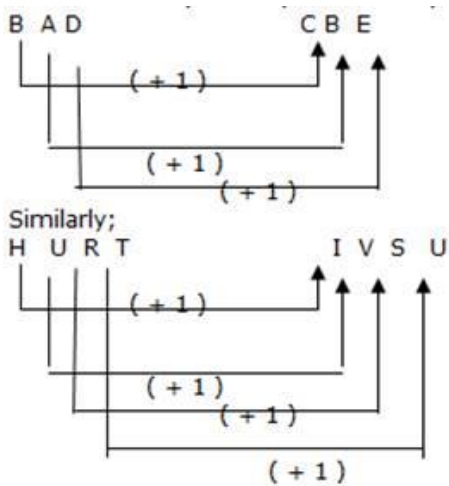 B A D C B E
( + 1 )
( + 1 )
( + 1 )
Similarly;
H U R T I V S U
( + 1 )
( + 1 )
( + 1 )
( + 1 )